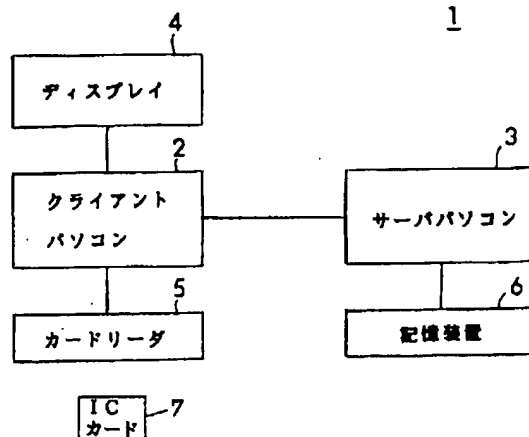 1
4
ディスプレイ
2
クライアント
パソコン
3
サーバパソコン
5
カードリーダ
6
記憶装置
IC
カード
7